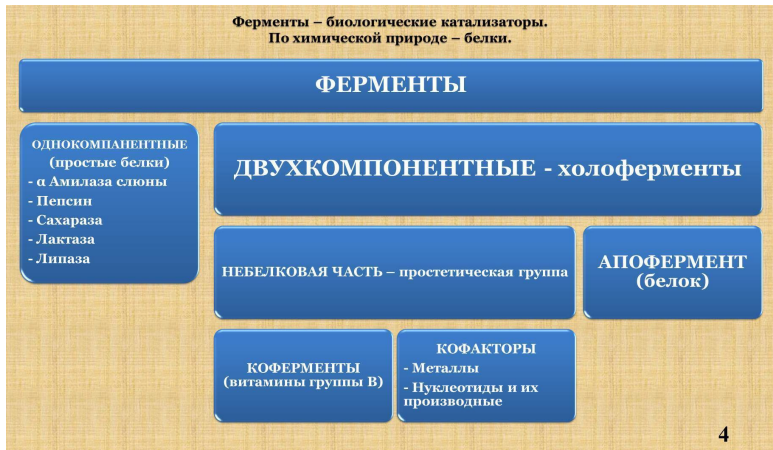 Ферменты – биологические катализаторы.
По химической природе – белки.
ФЕРМЕНТЫ
ОДНОКОМПАНЕНТНЫЕ
(простые белки)
- α Амилаза слюны
- Пепсин
- Сахараза
- Лактаза
- Липаза
ДВУХКОМПОНЕНТНЫЕ - холоферменты
НЕБЕЛКОВАЯ ЧАСТЬ – простетическая группа
АПОФЕРМЕНТ
(белок)
КОФЕРМЕНТЫ
(витамины группы В)
КОФАКТОРЫ
- Металлы
- Нуклеотиды и их
производные
4